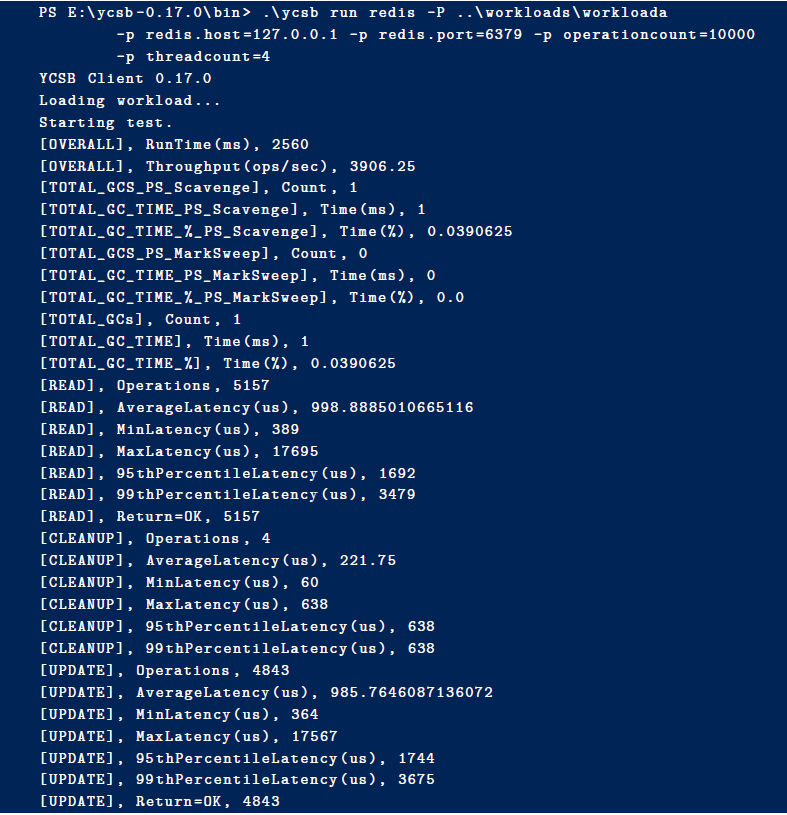 PS E:\ycsb-0.17.0\bin> .\ycsb run redis -P ..\workloads\workloada
-p redis.host=127.0.0.1 -p redis.port=6379 -p operationcount=10000
-p threadcount=4
YCSB Client 0.17.0
Loading workload...
Starting test.
[OVERALL], RunTime(ms), 2560
[OVERALL], Throughput(ops/sec), 3906.25
[TOTAL_GCS_PS_Scavenge], Count, 1
[TOTAL_GC_TIME_PS_Scavenge], Time(ms), 1
[TOTAL_GC_TIME_%_PS_Scavenge], Time(%), 0.0390625
[TOTAL_GCS_PS_MarkSweep], Count, 0
[TOTAL_GC_TIME_PS_MarkSweep], Time(ms), 0
[TOTAL_GC_TIME_%_PS_MarkSweep], Time(%), 0.0
[TOTAL_GCs], Count, 1
[TOTAL_GC_TIME], Time(ms), 1
[TOTAL_GC_TIME_%], Time(%), 0.0390625
[READ], Operations, 5157
[READ], AverageLatency(us), 998.8885010665116
[READ], MinLatency(us), 389
[READ], MaxLatency(us), 17695
[READ], 95thPercentileLatency(us), 1692
[READ], 99thPercentileLatency(us), 3479
[READ], Return=OK, 5157
[CLEANUP], Operations, 4
[CLEANUP], AverageLatency(us), 221.75
[CLEANUP], MinLatency(us), 60
[CLEANUP], MaxLatency(us), 638
[CLEANUP], 95thPercentileLatency(us), 638
[CLEANUP], 99thPercentileLatency(us), 638
[UPDATE], Operations, 4843
[UPDATE], AverageLatency(us), 985.7646087136072
[UPDATE], MinLatency(us), 364
[UPDATE], MaxLatency(us), 17567
[UPDATE], 95thPercentileLatency(us), 1744
[UPDATE], 99thPercentileLatency(us), 3675
[UPDATE], Return=OK, 4843